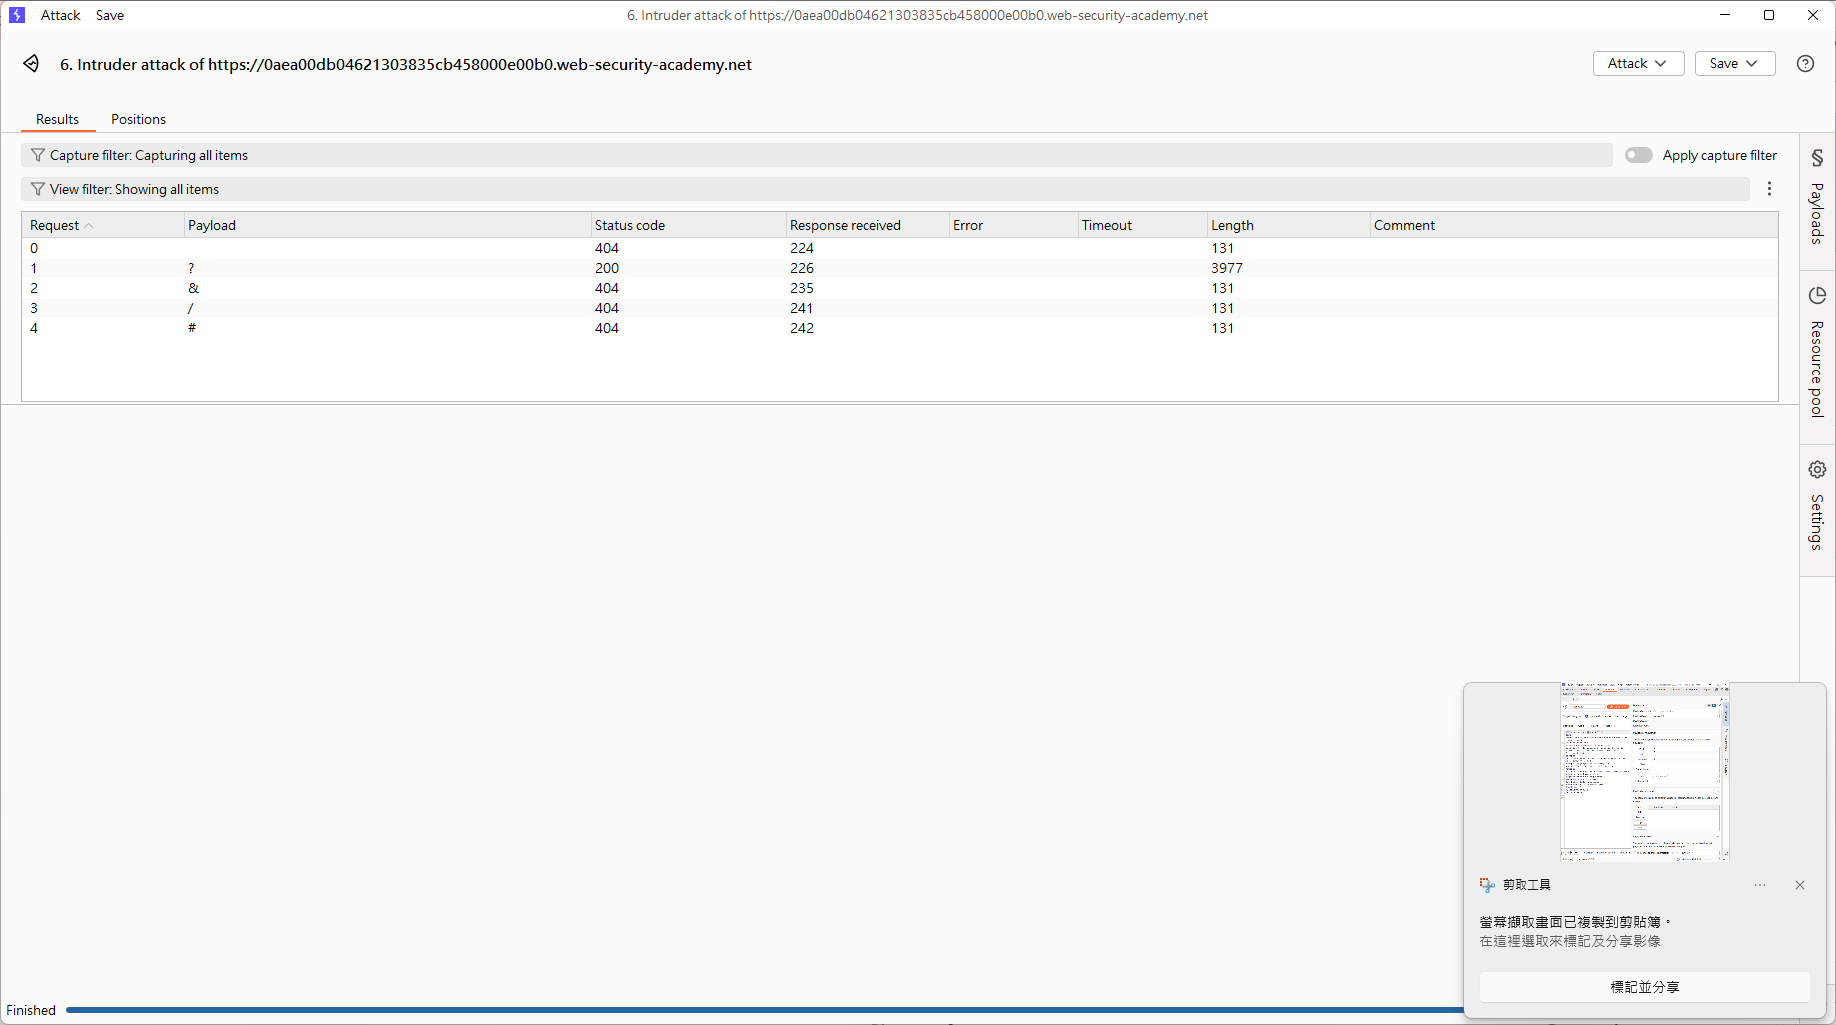 Attack Save 6. Intruder attack of https://0aea00db04621303835cb458000e00b0.web-security-academy.net
6. Intruder attack of https://0aea00db04621303835cb458000e00b0.web-security-academy.net
Attack Save
Results Positions
Capture filter: Capturing all items Apply capture filter
View filter: Showing all items
Request Payload Status code Response received Error Timeout Length Comment
0 404 224 131
1 ? 200 226 3977
2 & 404 235 131
3 / 404 241 131
4 # 404 242 131
Payloads
Resource pool
Settings
剪取工具
螢幕擷取畫面已複製到剪貼簿。
在這裡選取來標記及分享影像
標記並分享
Finished